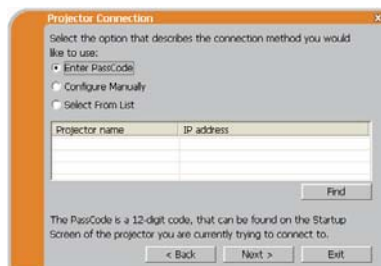 Projector Connection
Select the option that describes the connection method you would
like to use:
Enter PassCode
Configure Manually
Select From List
Projector name IP address
Find
The PassCode is a 12-digit code, that can be found on the Startup
Screen of the projector you are currently trying to connect to.
< Back Next > Exit